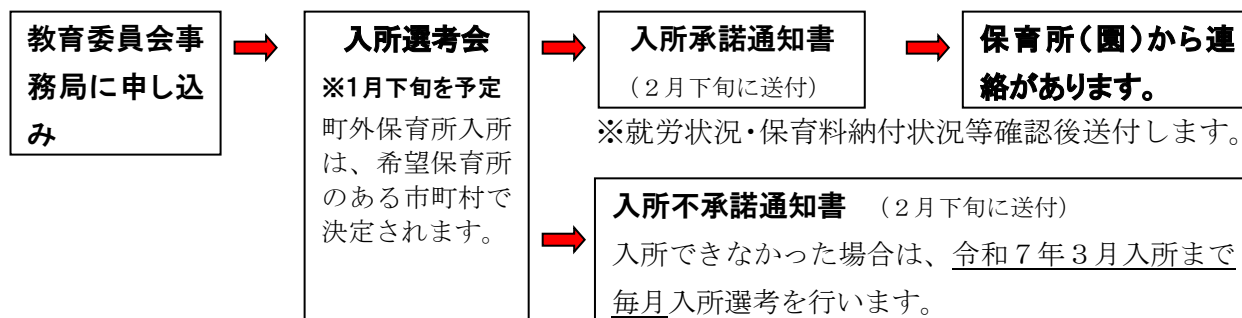 教育委員会事
務局に申し込
み
入所選考会
※1月下旬を予定
町外保育所入所
は、希望保育所
のある市町村で
決定されます。
入所承諾通知書
（２月下旬に送付）
保育所（園）から連
絡があります。
※就労状況・保育料納付状況等確認後送付します。
入所不承諾通知書　（２月下旬に送付）
入所できなかった場合は、令和７年３月入所まで
毎月入所選考を行います。